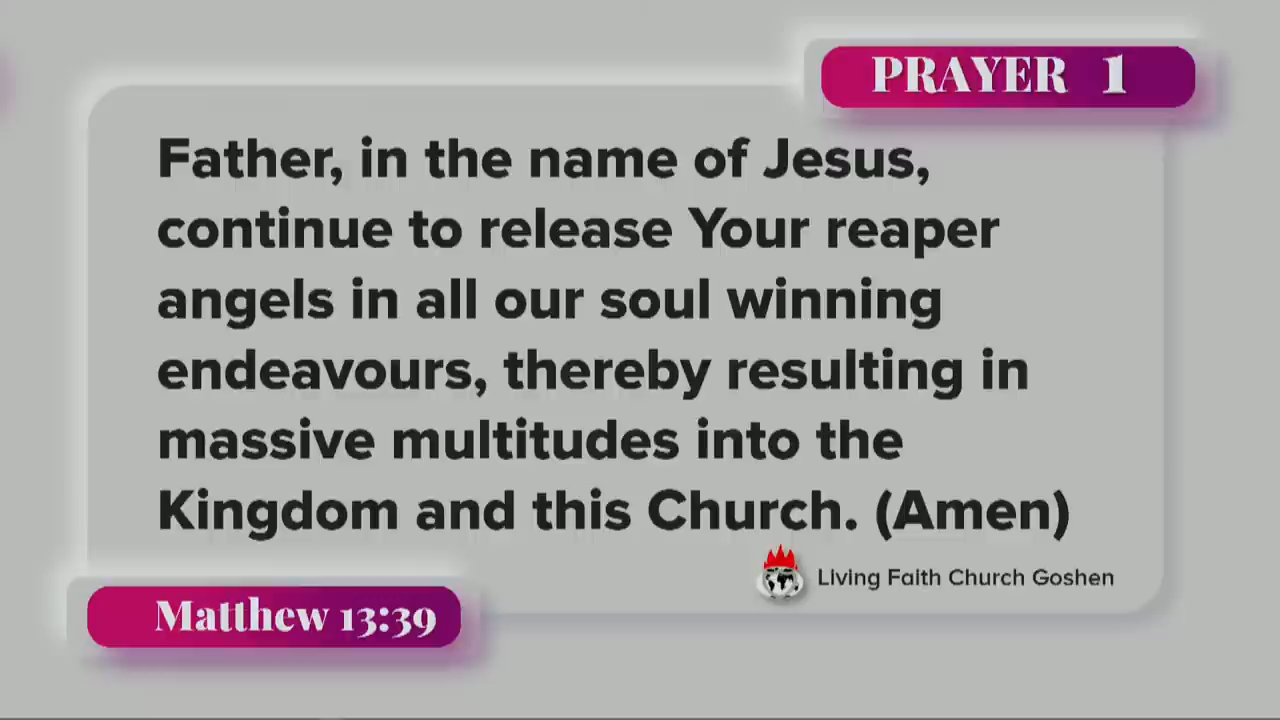 PRAYER 1
Father, in the name of Jesus,
continue to release Your reaper
angels in all our soul winning
endeavours, thereby resulting in
massive multitudes into the
Kingdom and this Church. (Amen)
Living Faith Church Goshen
Matthew 13:39